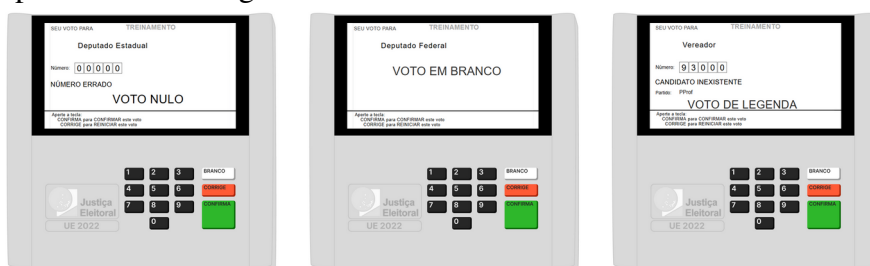 SEU VOTO PARA TREINAMENTO
Deputado Estadual
Número: 0 0 0 0 0
NÚMERO ERRADO
VOTO NULO
Aperte a tecla:
CONFIRMA para CONFIRMAR este voto
CORRIGE para REINICIAR este voto
1 2 3 BRANCO
4 5 6 CORRIGE
7 8 9 CONFIRMA
0
Justiça
Eleitoral
UE 2022
SEU VOTO PARA TREINAMENTO
Deputado Federal
VOTO EM BRANCO
Aperte a tecla:
CONFIRMA para CONFIRMAR este voto
CORRIGE para REINICIAR este voto
1 2 3 BRANCO
4 5 6 CORRIGE
7 8 9 CONFIRMA
0
Justiça
Eleitoral
UE 2022
SEU VOTO PARA TREINAMENTO
Vereador
Número: 9 3 0 0 0
CANDIDATO INEXISTENTE
Partido: PProf
VOTO DE LEGENDA
Aperte a tecla:
CONFIRMA para CONFIRMAR este voto
CORRIGE para REINICIAR este voto
1 2 3 BRANCO
4 5 6 CORRIGE
7 8 9 CONFIRMA
0
Justiça
Eleitoral
UE 2022